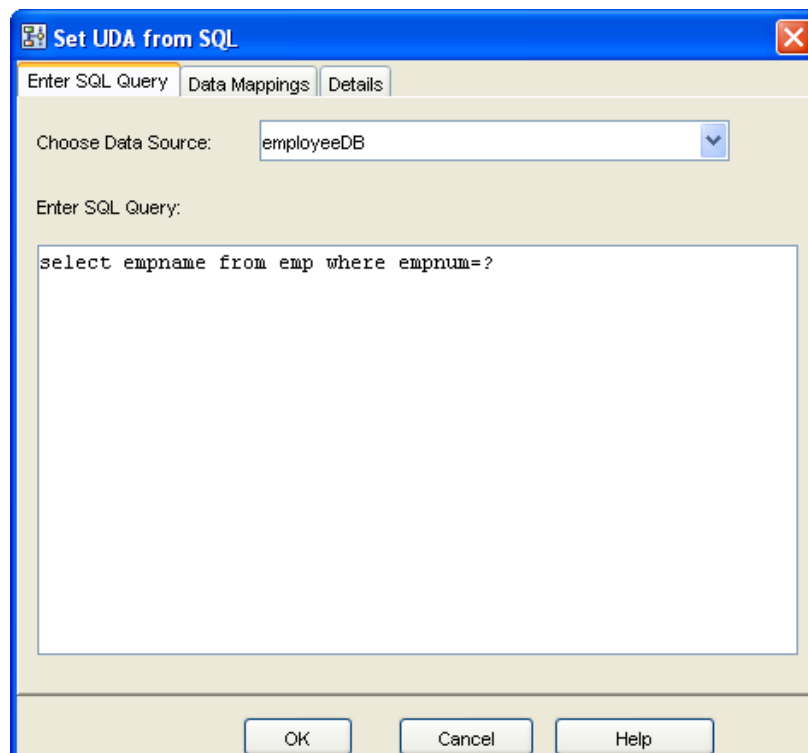 Set UDA from SQL
Enter SQL Query Data Mappings Details
Choose Data Source: employeeDB
Enter SQL Query:
select empname from emp where empnum=?
OK Cancel Help